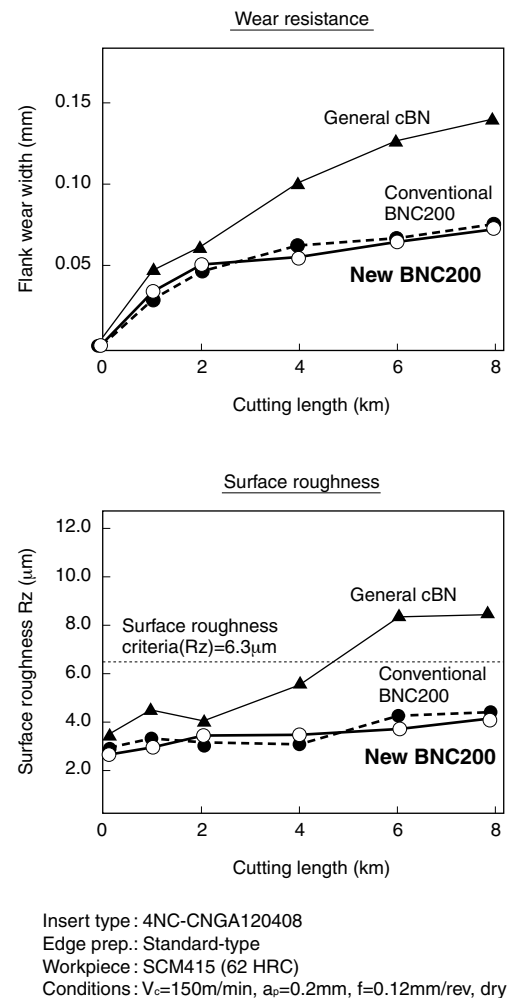 Wear resistance
Flank wear width (mm)
0.15
0.10
0.05
General cBN
Conventional
BNC200
New BNC200
0 2 4 6 8
Cutting length (km)
Surface roughness
Surface roughness Rz (μm)
12.0
10.0
8.0
6.0
4.0
2.0
General cBN
Surface roughness
criteria(Rz)=6.3μm
Conventional
BNC200
New BNC200
0 2 4 6 8
Cutting length (km)
Insert type : 4NC-CNGA120408
Edge prep.: Standard-type
Workpiece : SCM415 (62 HRC)
Conditions : Vc=150m/min, ap=0.2mm, f=0.12mm/rev, dry